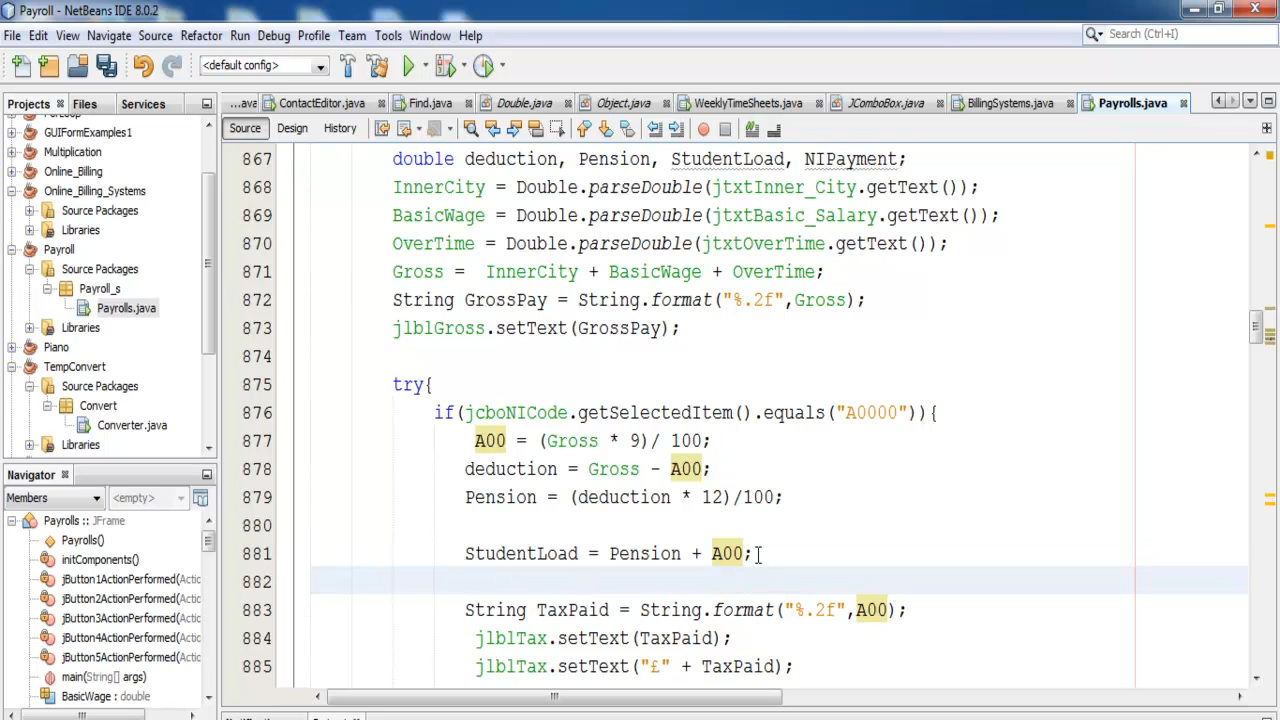 Payroll - NetBeans IDE 8.0.2
File Edit View Navigate Source Refactor Run Debug Profile Team Tools Window Help
Search (Ctrl+I)
<default config>
Projects Files Services
...ava ContactEditor.java Find.java Double.java Object.java WeeklyTimeSheets.java JComboBox.java BillingSystems.java Payrolls.java
Source Design History
GUIFormExamples1
Multiplication
Online_Billing
Online_Billing_Systems
Source Packages
Libraries
Payroll
Source Packages
Payroll_s
Payrolls.java
Libraries
Piano
TempConvert
Source Packages
Convert
Converter.java
Libraries
Navigator
Members <empty>
Payrolls :: JFrame
Payrolls()
initComponents()
jButton1ActionPerformed(Actic
jButton2ActionPerformed(Actic
jButton3ActionPerformed(Actic
jButton4ActionPerformed(Actic
jButton5ActionPerformed(Actic
main(String[] args)
BasicWage : double
867 double deduction, Pension, StudentLoad, NIPayment;
868 InnerCity = Double.parseDouble(jtxtInner_City.getText());
869 BasicWage = Double.parseDouble(jtxtBasic_Salary.getText());
870 OverTime = Double.parseDouble(jtxtOverTime.getText());
871 Gross = InnerCity + BasicWage + OverTime;
872 String GrossPay = String.format("%.2f",Gross);
873 jlblGross.setText(GrossPay);
874
875 try{
876 if(jcboNICode.getSelectedItem().equals("A0000")){
877 A00 = (Gross * 9)/ 100;
878 deduction = Gross - A00;
879 Pension = (deduction * 12)/100;
880
881 StudentLoad = Pension + A00;
882
883 String TaxPaid = String.format("%.2f",A00);
884 jlblTax.setText(TaxPaid);
885 jlblTax.setText("£" + TaxPaid);